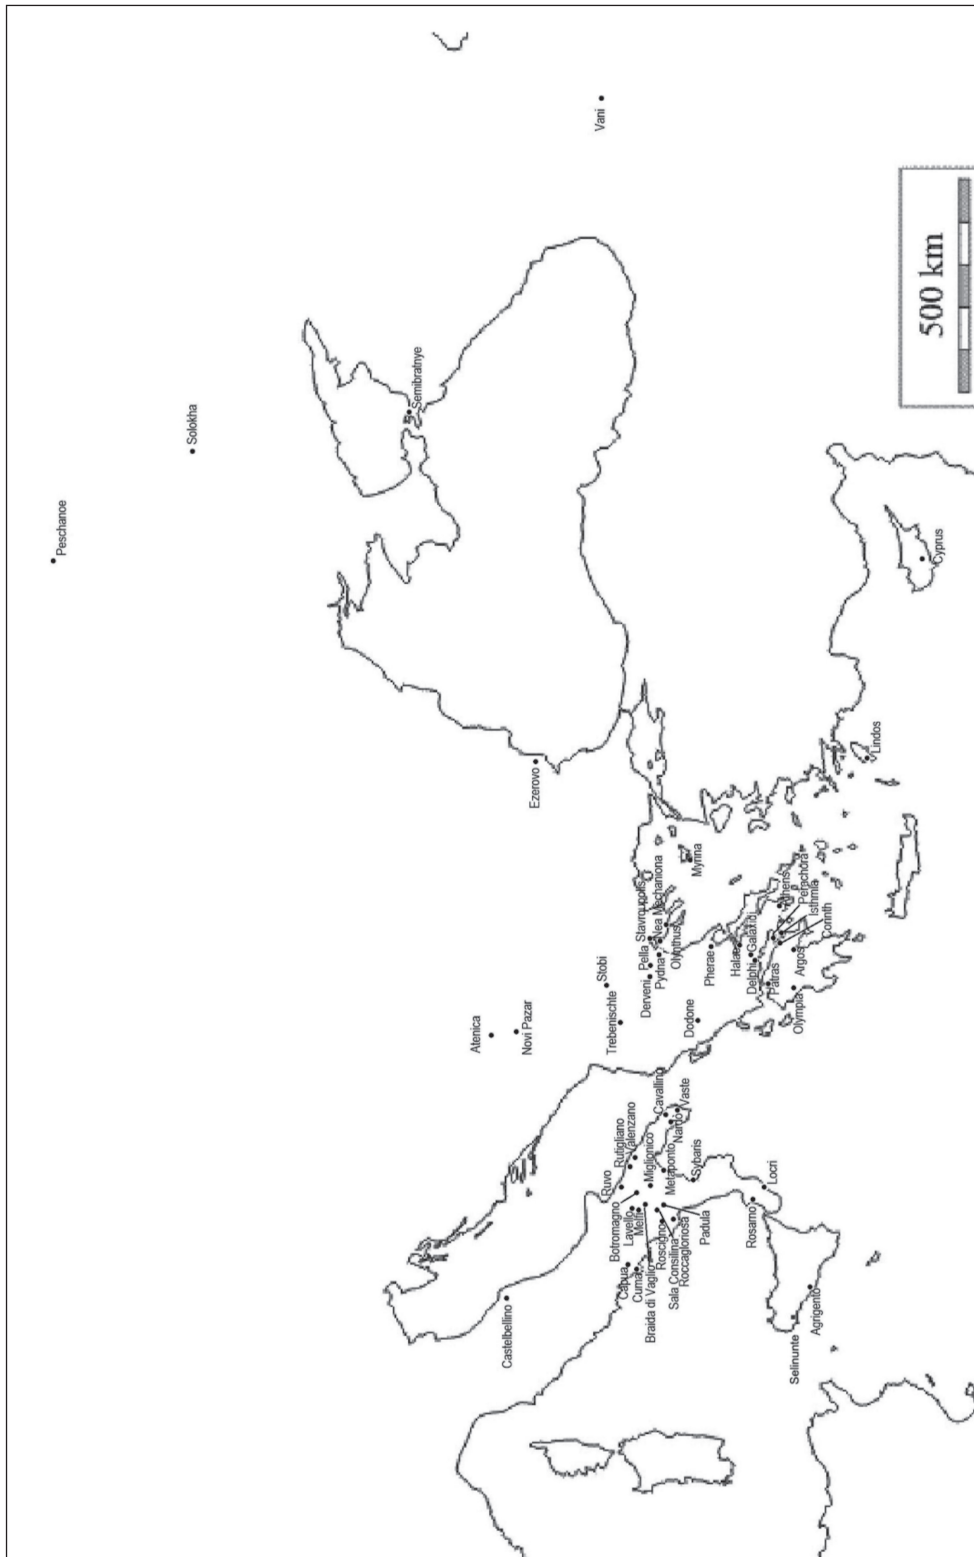 Peschanoe
Solokha
Semibratnye
Vani
500 km
Ezerovo
Cyprus
Lindos
Atenica
Novi Pazar
Trebenischte
Stobi
Derveni
Pella
Stavroupolis
Pydna
Nea Mechaniona
Olynthus
Myrina
Dodone
Pherae
Halae
Galaxidi
Delphi
Athens
Perachora
Isthmia
Corinth
Patras
Argos
Olympia
Castelbellino
Ruvo
Rutigliano
Valenzano
Cavallino
Vaste
Nardò
Botromagno
Lavello
Melfi
Miglionico
Metaponto
Sybaris
Capua
Cuma
Braida di Vaglio
Roscigno
Sala Consilina
Roccagloriosa
Padula
Rosarno
Locri
Selinunte
Agrigento